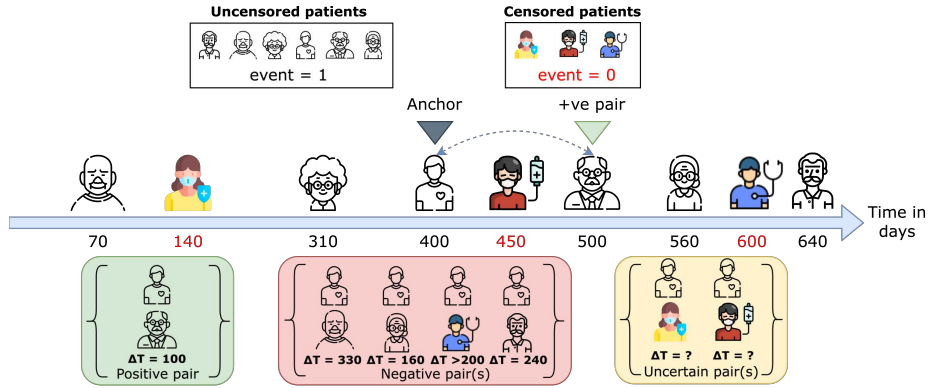 Uncensored patients
event = 1
Censored patients
event = 0
Anchor
+ve pair
70
140
310
400
450
500
560
600
640
Time in
days
ΔT = 100
Positive pair
ΔT = 330
ΔT = 160
ΔT >200
ΔT = 240
Negative pair(s)
ΔT = ?
ΔT = ?
Uncertain pair(s)